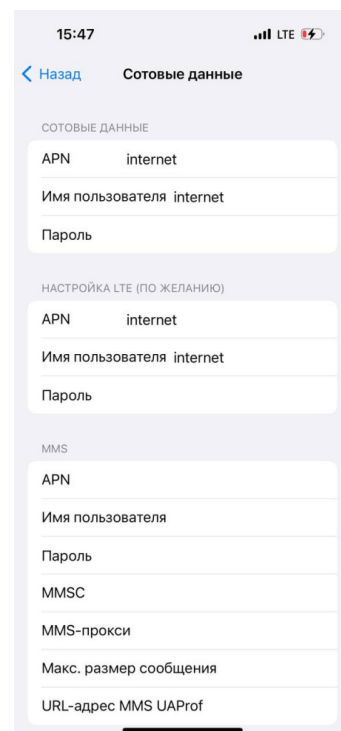 15:47 LTE
Назад Сотовые данные
СОТОВЫЕ ДАННЫЕ
APN internet
Имя пользователя internet
Пароль
НАСТРОЙКА LTE (ПО ЖЕЛАНИЮ)
APN internet
Имя пользователя internet
Пароль
MMS
APN
Имя пользователя
Пароль
MMSC
MMS-прокси
Макс. размер сообщения
URL-адрес MMS UAProf